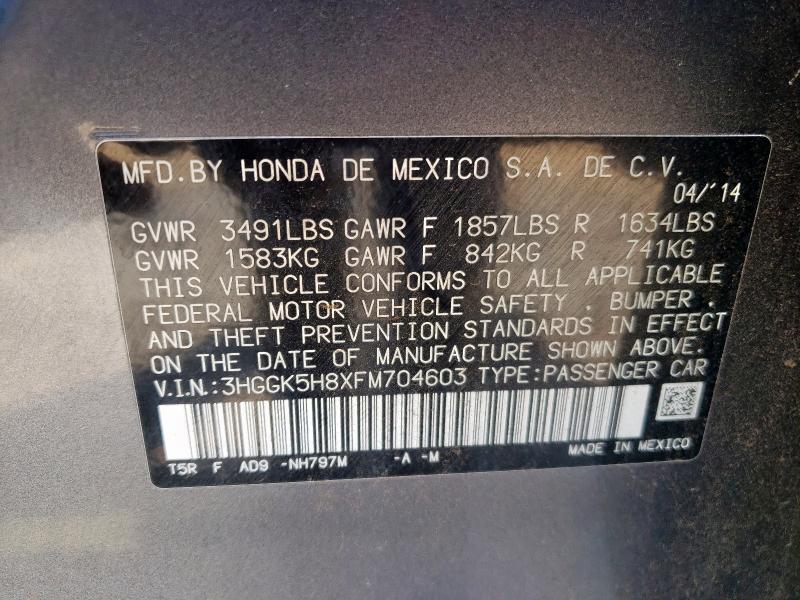 MFD.BY HONDA DE MEXICO S.A. DE C.V.
04/'14
GVWR 3491LBS GAWR F 1857LBS R 1634LBS
GVWR 1583KG GAWR F 842KG R 741KG
THIS VEHICLE CONFORMS TO ALL APPLICABLE
FEDERAL MOTOR VEHICLE SAFETY . BUMPER .
AND THEFT PREVENTION STANDARDS IN EFFECT
ON THE DATE OF MANUFACTURE SHOWN ABOVE.
V.I.N.:3HGGK5H8XFM704603 TYPE:PASSENGER CAR
MADE IN MEXICO
T5R F AD9 -NH797M -A -M